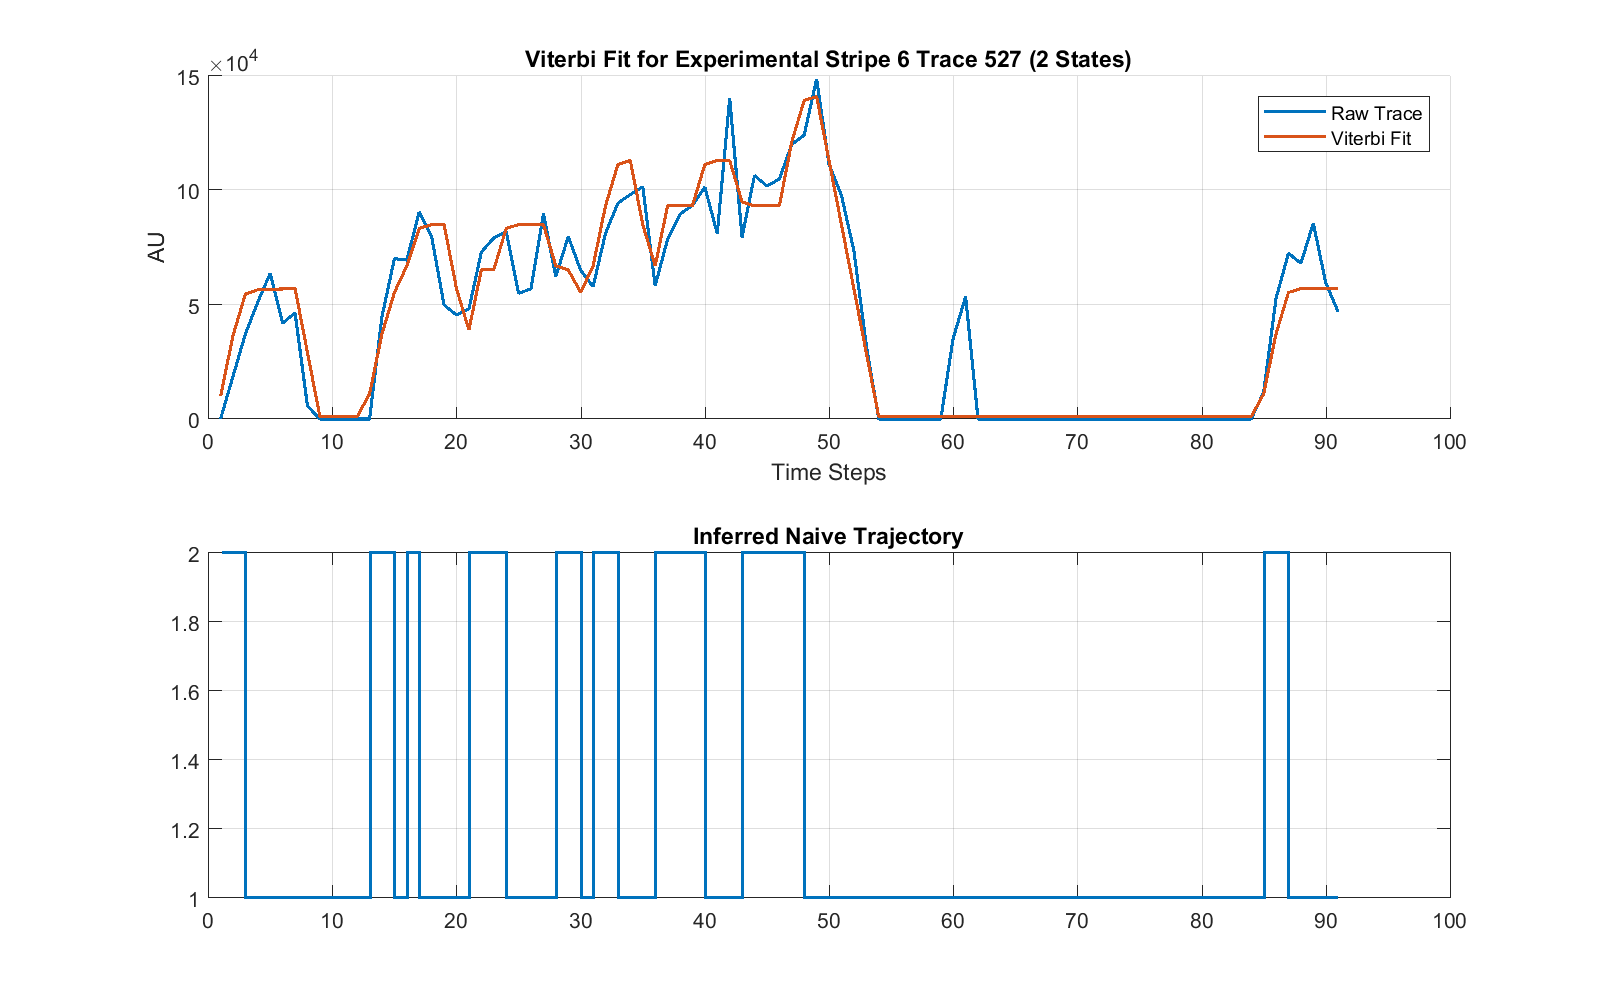 Viterbi Fit for Experimental Stripe 6 Trace 527 (2 States)
×10⁴
15
10
5
0
AU
Raw Trace
Viterbi Fit
0 10 20 30 40 50 60 70 80 90 100
Time Steps
Inferred Naive Trajectory
2
1.8
1.6
1.4
1.2
1
0 10 20 30 40 50 60 70 80 90 100